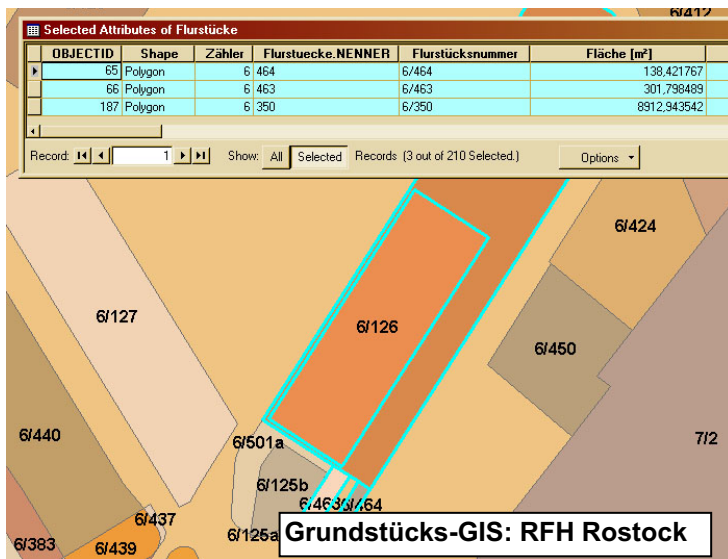 6/412
Selected Attributes of Flurstücke
OBJECTID Shape Zähler Flurstuecke.NENNER Flurstücksnummer Fläche [m²]
65 Polygon 6 464 6/464 138,421767
66 Polygon 6 463 6/463 301,798489
187 Polygon 6 350 6/350 8912,943542
Record: 1 Show: All Selected Records (3 out of 210 Selected.) Options
6/424
6/127
6/126
6/450
6/440
6/501a
7/2
6/125b
6/463
6/464
6/437
6/125a
6/383
6/439
Grundstücks-GIS: RFH Rostock